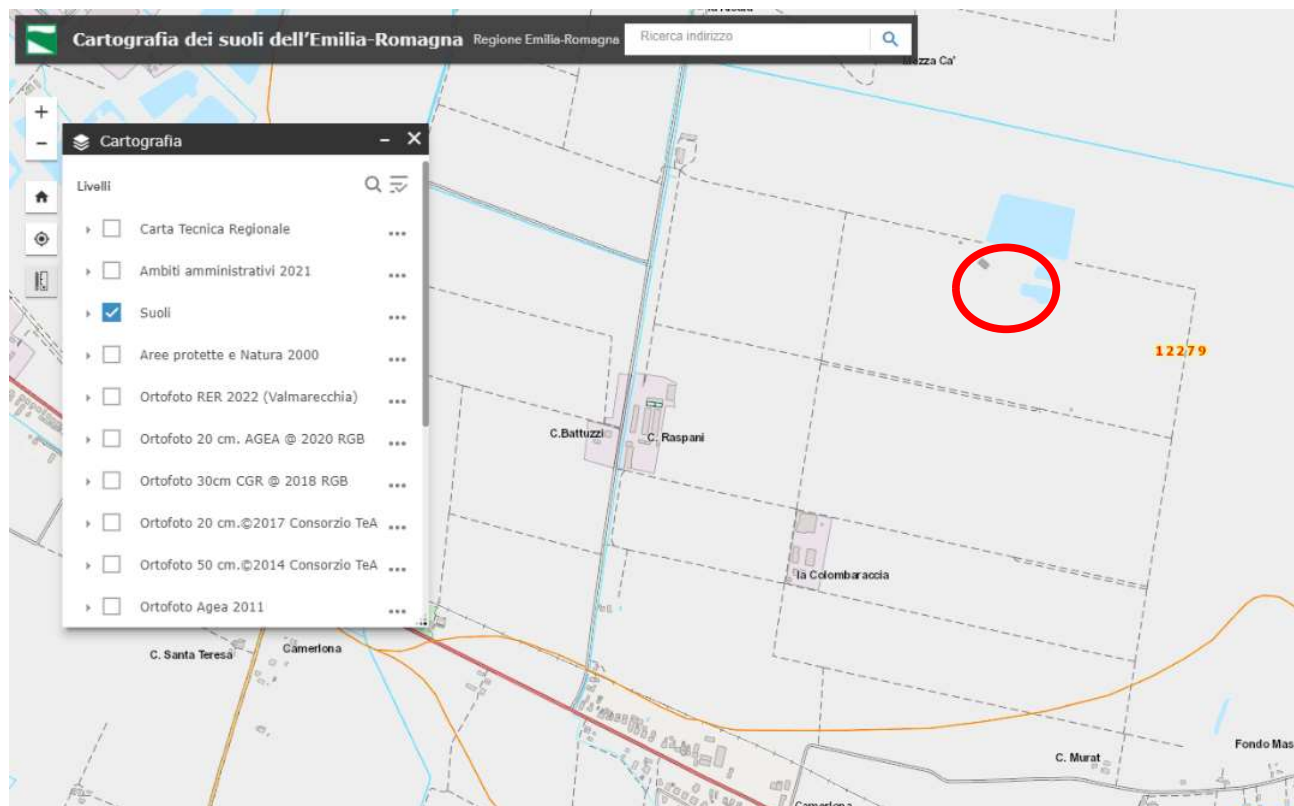 Cartografia dei suoli dell'Emilia-Romagna Regione Emilia-Romagna
Ricerca indirizzo
Mezza Ca'
+
-
Cartografia
Livelli
Carta Tecnica Regionale
Ambiti amministrativi 2021
Suoli
Aree protette e Natura 2000
Ortofoto RER 2022 (Valmarecchia)
Ortofoto 20 cm. AGEA @ 2020 RGB
Ortofoto 30cm CGR @ 2018 RGB
Ortofoto 20 cm.©2017 Consorzio TeA
Ortofoto 50 cm.©2014 Consorzio TeA
Ortofoto Agea 2011
12279
C.Battuzzi
C. Raspani
la Colombaraccia
C. Santa Teresa
Camerlona
Fondo Mas
C. Murat
Camerlona